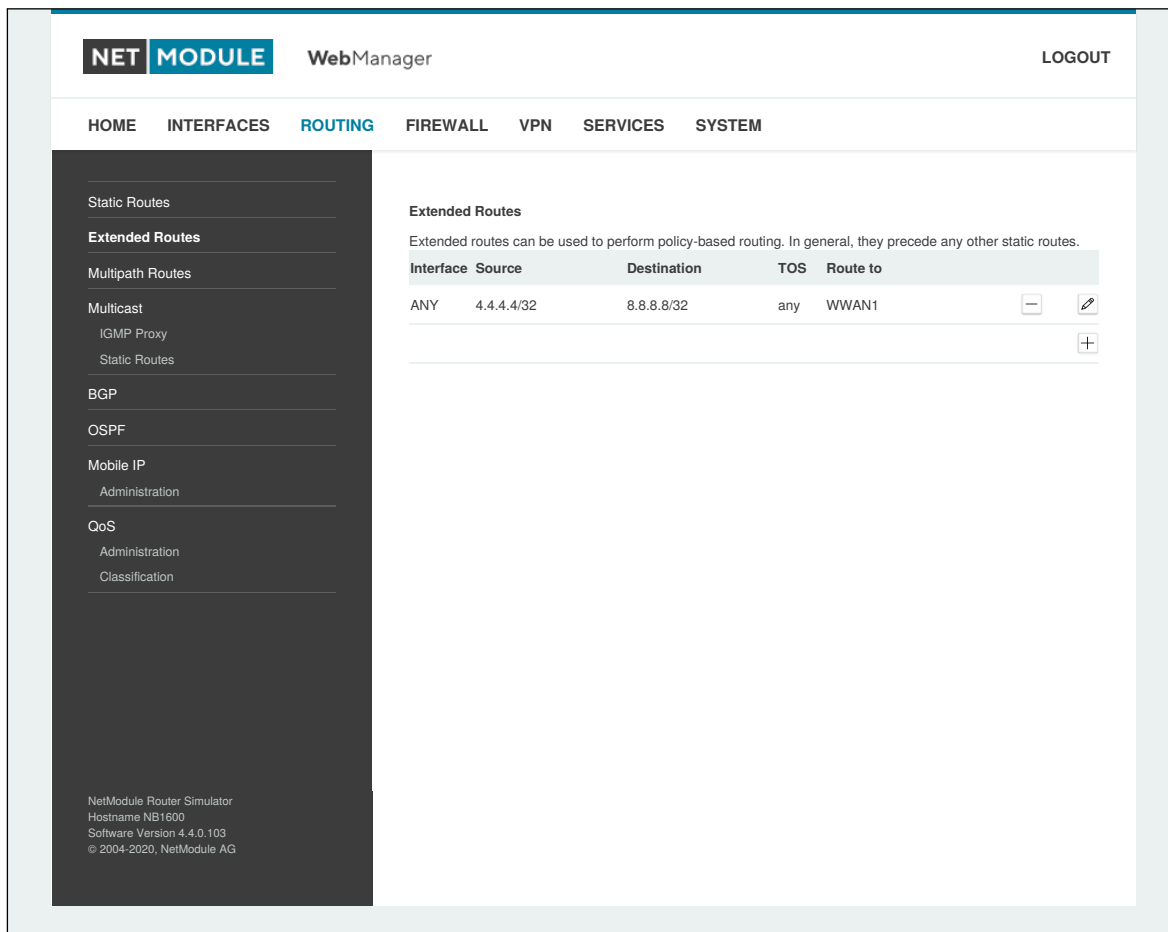 NET MODULE WebManager LOGOUT
HOME INTERFACES ROUTING FIREWALL VPN SERVICES SYSTEM
Static Routes
Extended Routes
Multipath Routes
Multicast
IGMP Proxy
Static Routes
BGP
OSPF
Mobile IP
Administration
QoS
Administration
Classification
NetModule Router Simulator
Hostname NB1600
Software Version 4.4.0.103
© 2004-2020, NetModule AG
Extended Routes
Extended routes can be used to perform policy-based routing. In general, they precede any other static routes.
Interface Source Destination TOS Route to
ANY 4.4.4.4/32 8.8.8.8/32 any WWAN1